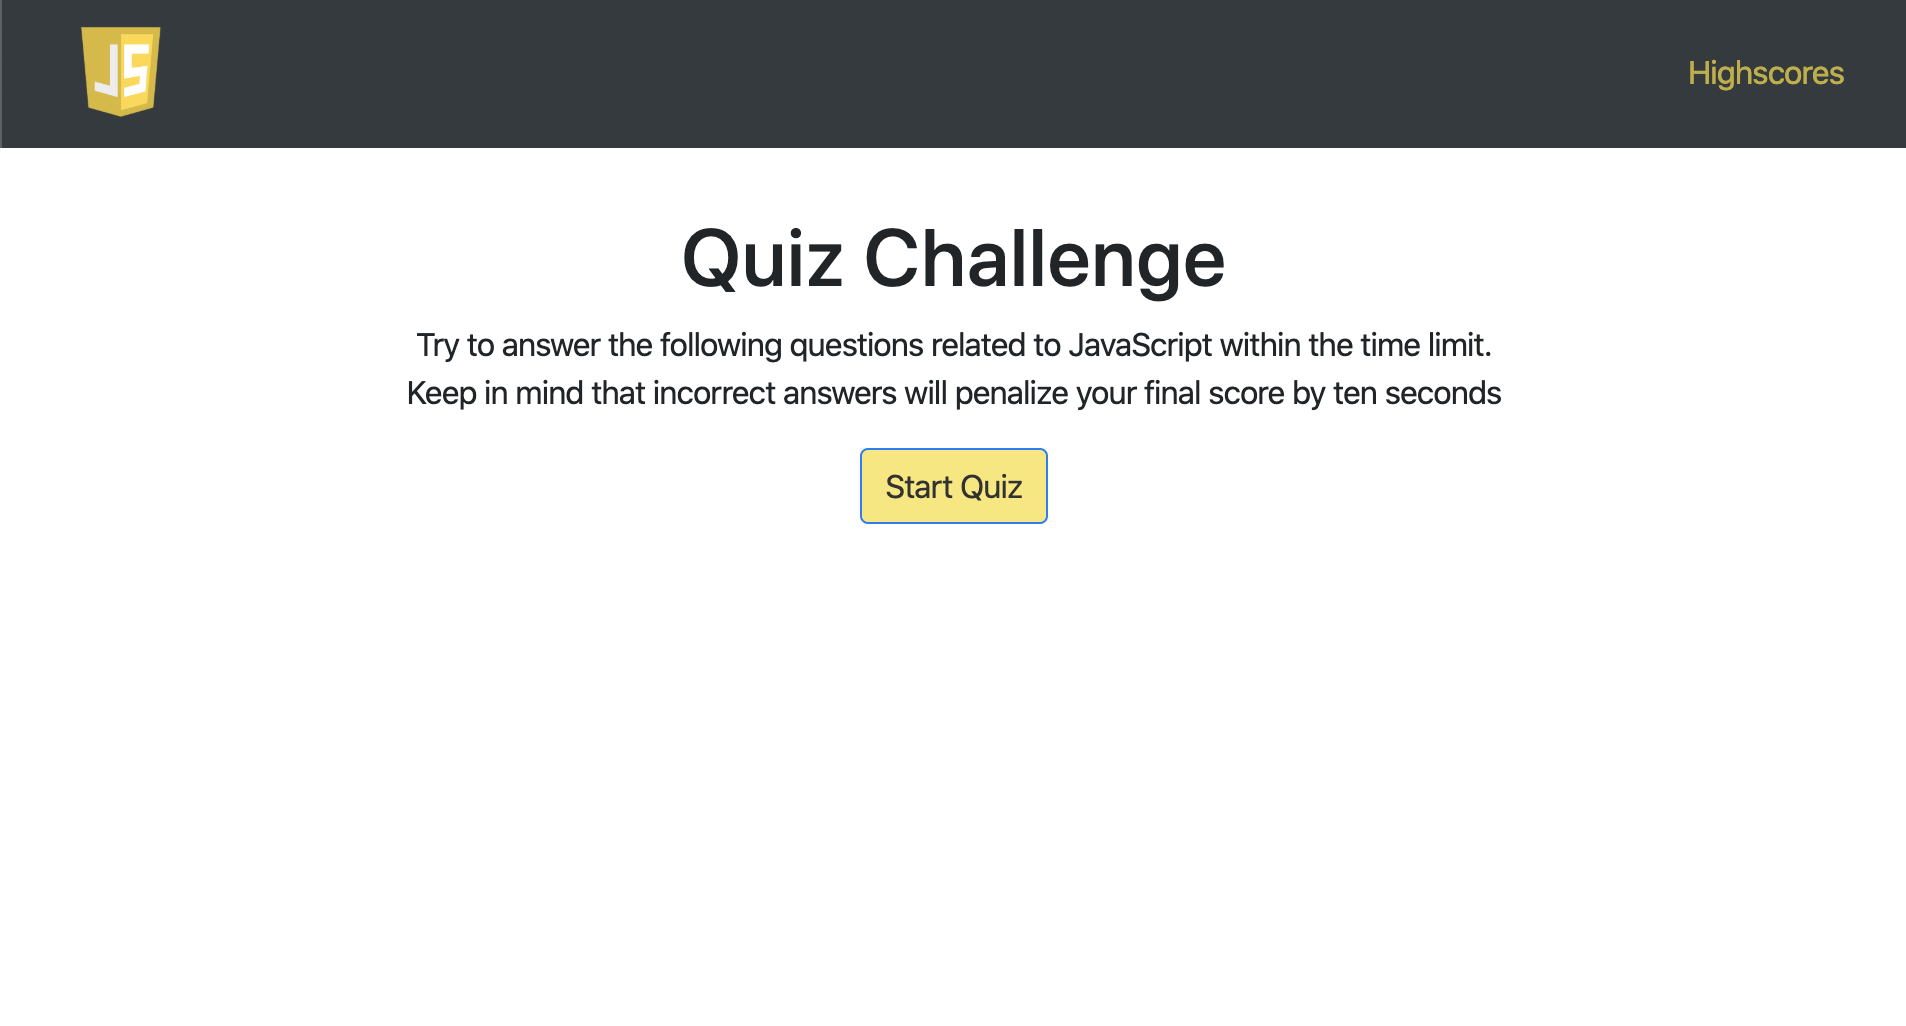 JS
Highscores
Quiz Challenge
Try to answer the following questions related to JavaScript within the time limit.
Keep in mind that incorrect answers will penalize your final score by ten seconds
Start Quiz